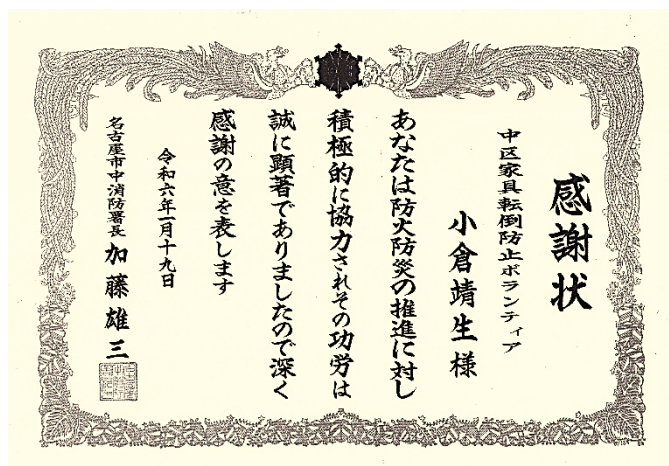 感謝状
中区家具転倒防止ボランティア
小倉靖生様
あなたは防火防災の推進に対し
積極的に協力されその功労は
誠に顕著でありましたので深く
感謝の意を表します
令和六年一月十九日
名古屋市中消防署長 加藤雄三